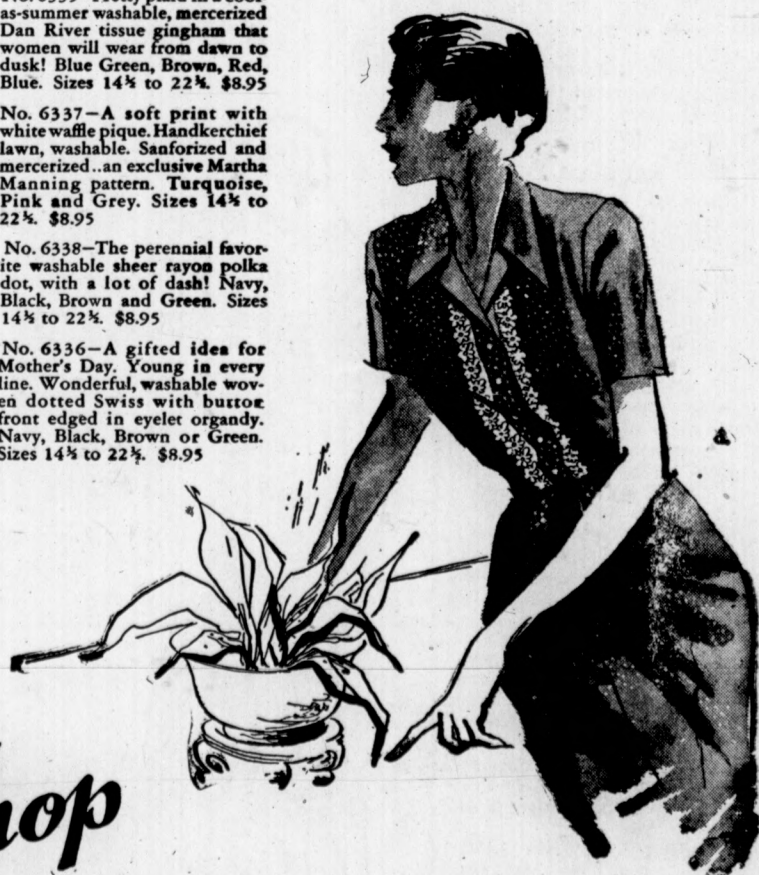 as-summer washable, mercerized
Dan River tissue gingham that
women will wear from dawn to
dusk! Blue Green, Brown, Red,
Blue. Sizes 14½ to 22½. $8.95
No. 6337—A soft print with
white waffle pique. Handkerchief
lawn, washable. Sanforized and
mercerized..an exclusive Martha
Manning pattern. Turquoise,
Pink and Grey. Sizes 14½ to
22½. $8.95
No. 6338—The perennial favor-
ite washable sheer rayon polka
dot, with a lot of dash! Navy,
Black, Brown and Green. Sizes
14½ to 22½. $8.95
No. 6336—A gifted idea for
Mother's Day. Young in every
line. Wonderful, washable wov-
en dotted Swiss with button
front edged in eyelet organdy.
Navy, Black, Brown or Green.
Sizes 14½ to 22½. $8.95
d.